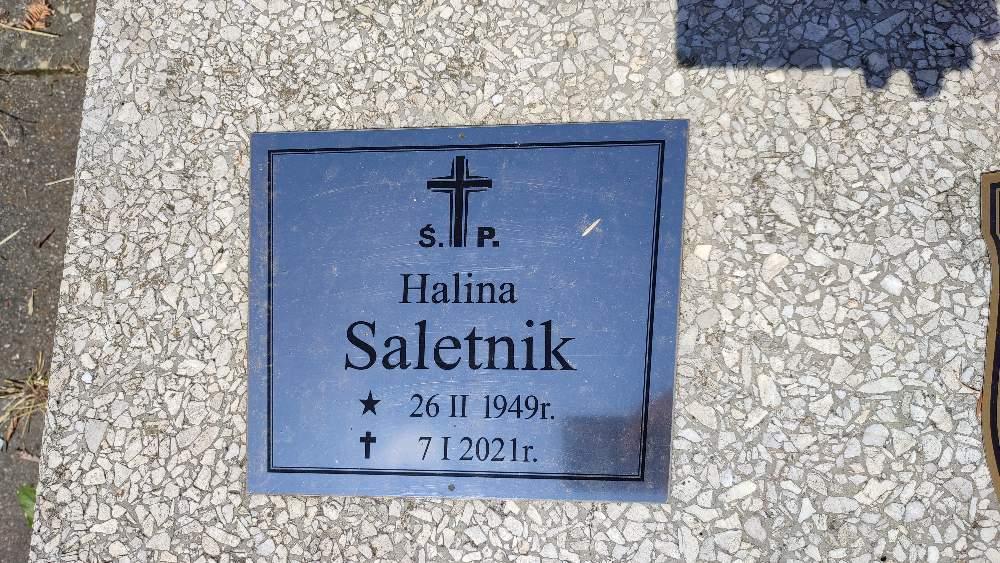 Ś. P.
Halina
Saletnik
★ 26 II 1949r.
✝ 7 I 2021r.